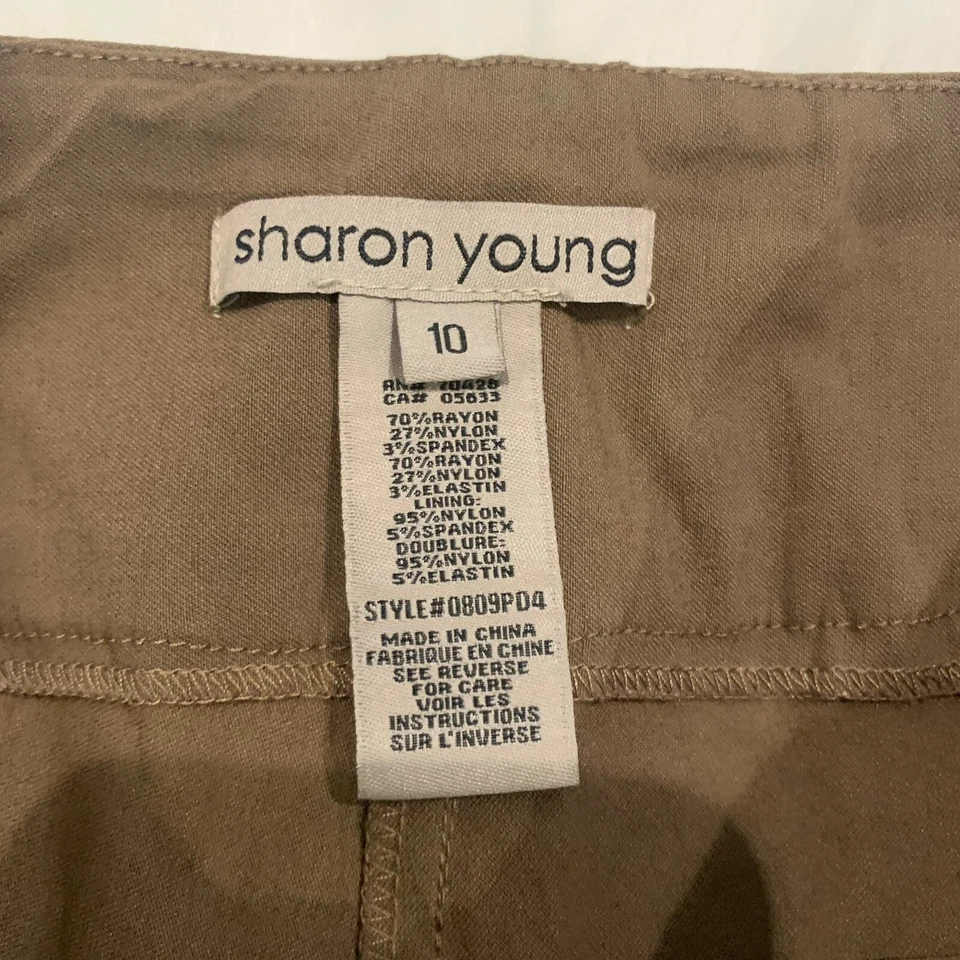 sharon young
10
RN# 70426
CA# 05633
70%RAYON
27%NYLON
3%SPANDEX
70%RAYON
27%NYLON
3%ELASTIN
LINING:
95%NYLON
5%SPANDEX
DOUBLURE:
95%NYLON
5%ELASTIN
STYLE#0809P04
MADE IN CHINA
FABRIQUE EN CHINE
SEE REVERSE
FOR CARE
VOIR LES
INSTRUCTIONS
SUR L'INVERSE